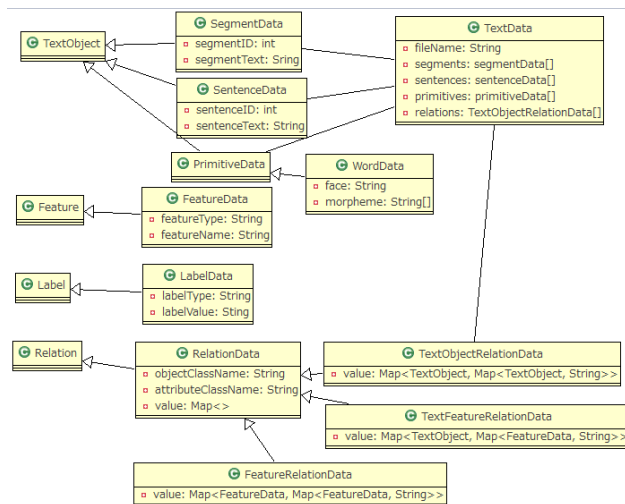 SegmentData
segmentID: int
segmentText: Sring
TextData
fileName: String
segments: segmentData[]
sentences: sentenceData[]
primitives: primitiveData[]
relations: TextObjectRelationData[]
TextObject
SentenceData
sentenceID: int
sentenceText: String
PrimitiveData
WordData
face: String
morpheme: String[]
Feature
FeatureData
featureType: String
featureName: String
Label
LabelData
labelType: String
labelValue: Sting
Relation
RelationData
objectClassName: String
attributeClassName: String
value: Map<>
TextObjectRelationData
value: Map<TextObject, Map<TextObject, String>>
TextFeatureRelationData
value: Map<TextObject, Map<FeatureData, String>>
FeatureRelationData
value: Map<FeatureData, Map<FeatureData, String>>